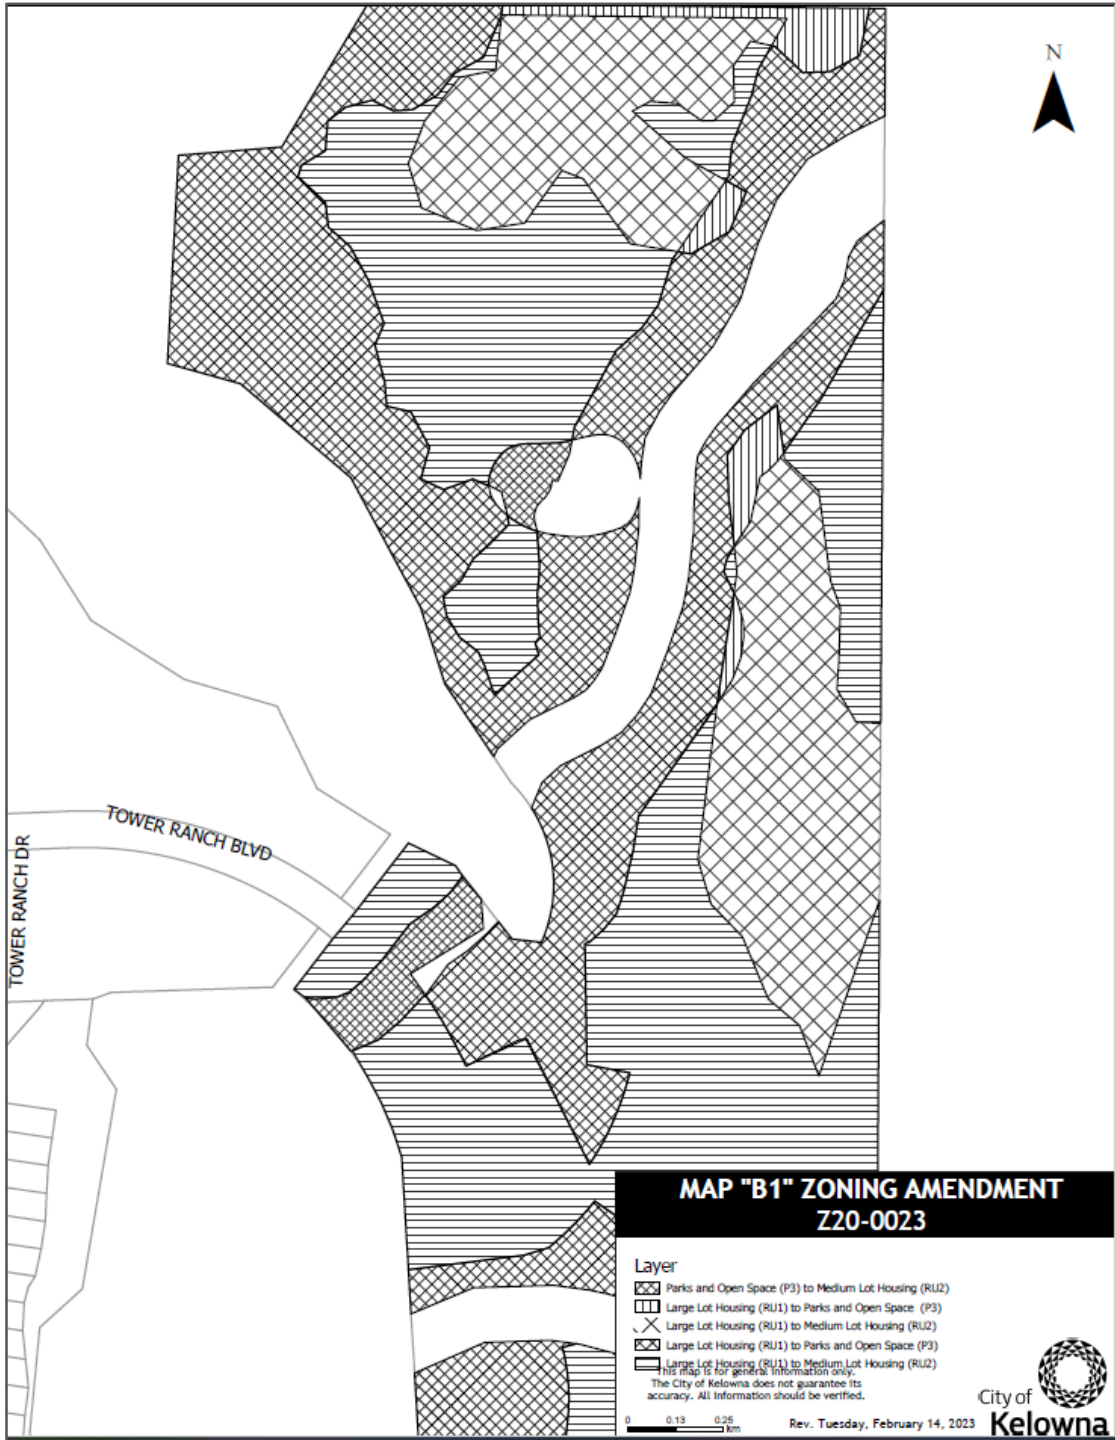 N
TOWER RANCH BLVD
TOWER RANCH DR
MAP "B1" ZONING AMENDMENT
Z20-0023
Layer
Parks and Open Space (P3) to Medium Lot Housing (RU2)
Large Lot Housing (RU1) to Parks and Open Space (P3)
Large Lot Housing (RU1) to Medium Lot Housing (RU2)
Large Lot Housing (RU1) to Parks and Open Space (P3)
Large Lot Housing (RU1) to Medium Lot Housing (RU2)
This map is for general information only.
The City of Kelowna does not guarantee its
accuracy. All information should be verified.
0 0.13 0.25
km
Rev. Tuesday, February 14, 2023
City of
Kelowna